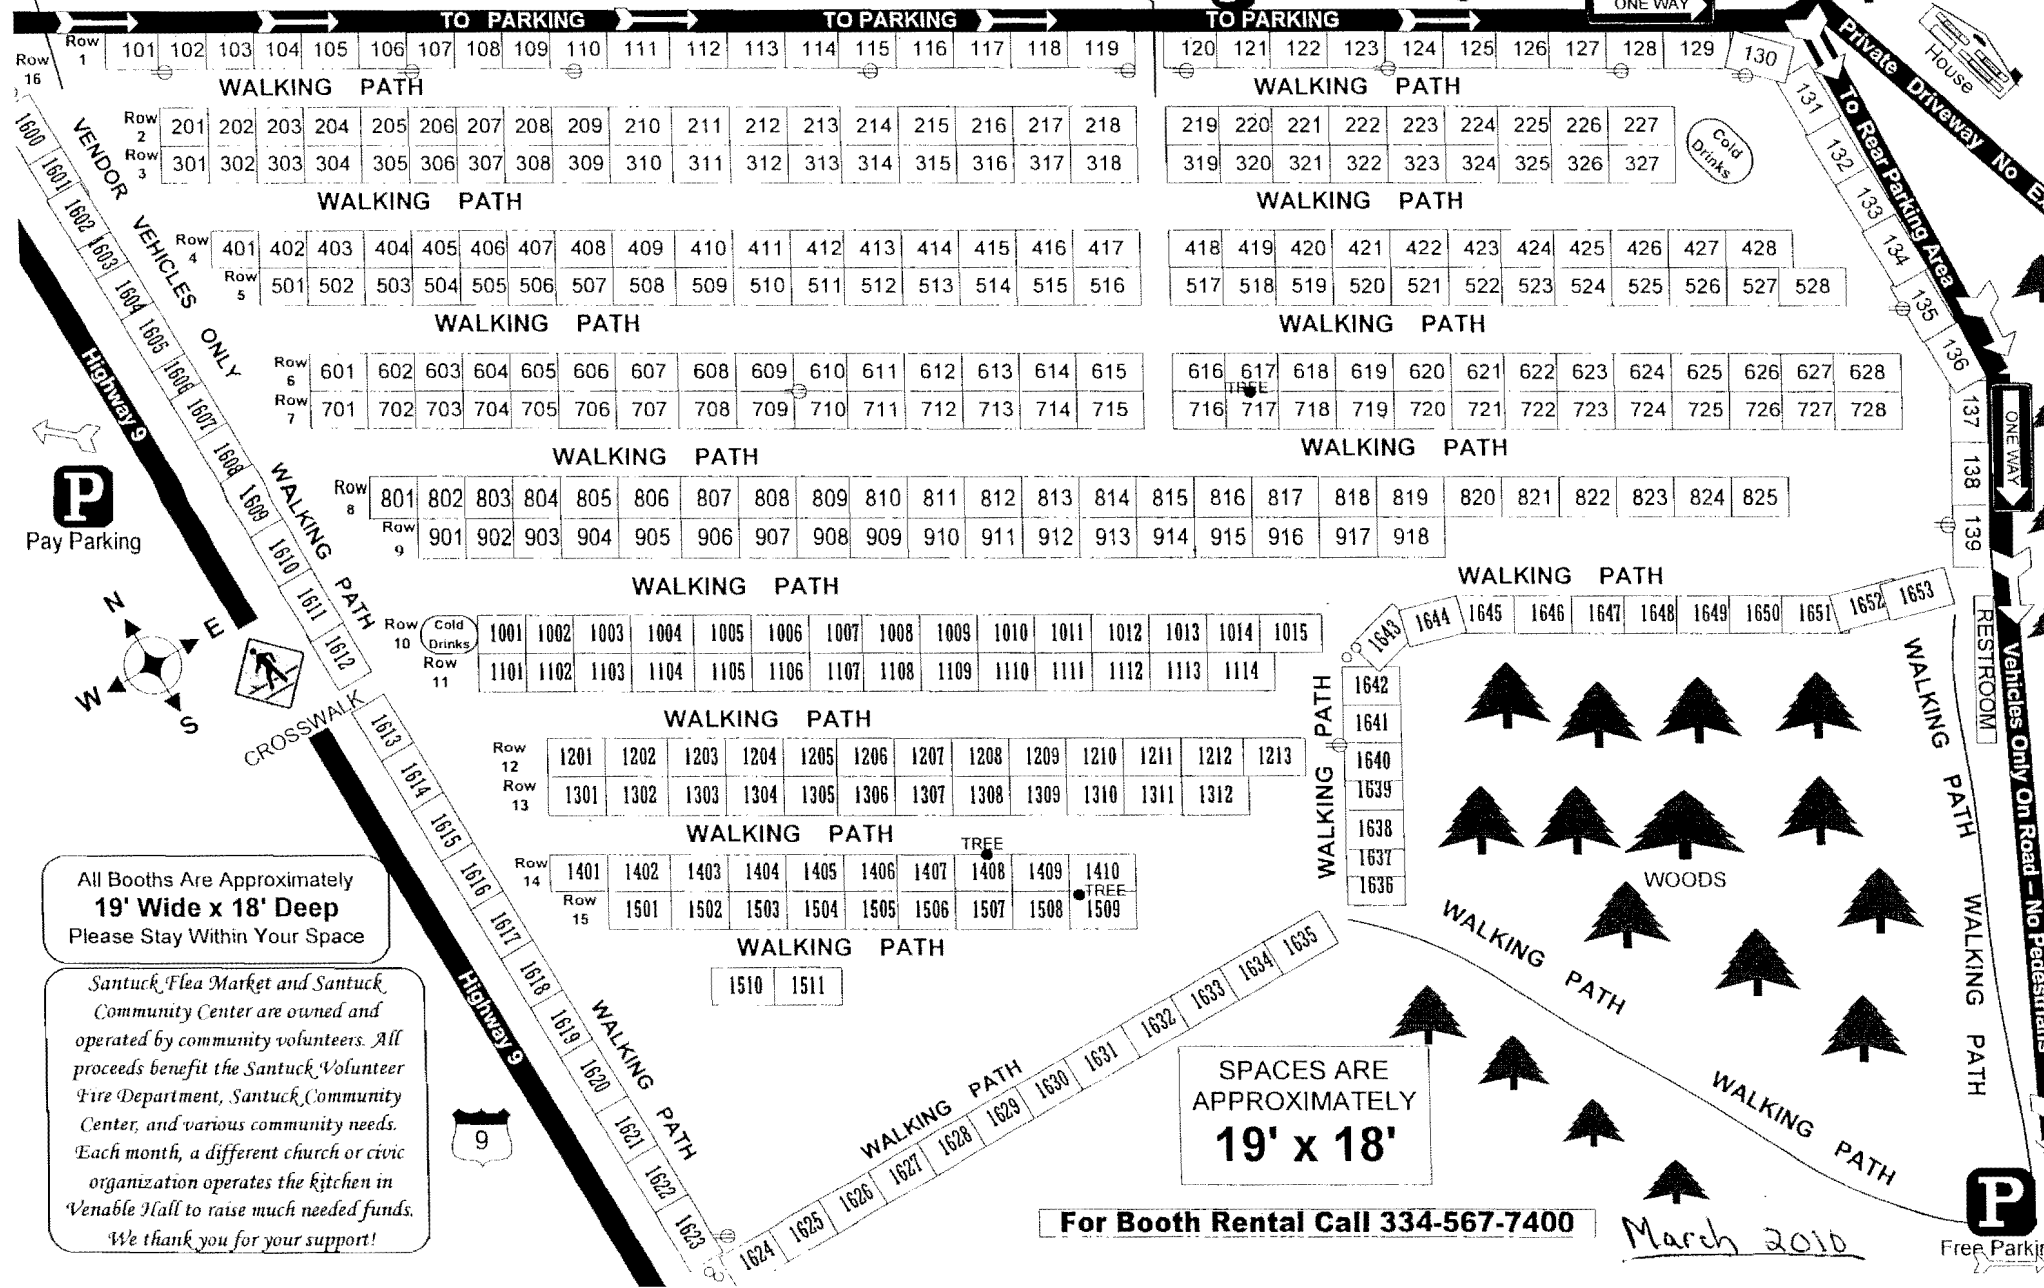 TO PARKING TO PARKING TO PARKING
ONE WAY
Row 16
Row 1 101 102 103 104 105 106 107 108 109 110 111 112 113 114 115 116 117 118 119 120 121 122 123 124 125 126 127 128 129 130
WALKING PATH WALKING PATH
Row 2 201 202 203 204 205 206 207 208 209 210 211 212 213 214 215 216 217 218 219 220 221 222 223 224 225 226 227
Row 3 301 302 303 304 305 306 307 308 309 310 311 312 313 314 315 316 317 318 319 320 321 322 323 324 325 326 327
Cold
Drinks
WALKING PATH WALKING PATH
Row 4 401 402 403 404 405 406 407 408 409 410 411 412 413 414 415 416 417 418 419 420 421 422 423 424 425 426 427 428
Row 5 501 502 503 504 505 506 507 508 509 510 511 512 513 514 515 516 517 518 519 520 521 522 523 524 525 526 527 528
WALKING PATH WALKING PATH
Row 6 601 602 603 604 605 606 607 608 609 610 611 612 613 614 615 616 617 618 619 620 621 622 623 624 625 626 627 628
TREE
Row 7 701 702 703 704 705 706 707 708 709 710 711 712 713 714 715 716 717 718 719 720 721 722 723 724 725 726 727 728
WALKING PATH WALKING PATH
Row 8 801 802 803 804 805 806 807 808 809 810 811 812 813 814 815 816 817 818 819 820 821 822 823 824 825
Row 9 901 902 903 904 905 906 907 908 909 910 911 912 913 914 915 916 917 918
WALKING PATH WALKING PATH
Row 10 Cold Drinks 1001 1002 1003 1004 1005 1006 1007 1008 1009 1010 1011 1012 1013 1014 1015
Row 11 1101 1102 1103 1104 1105 1106 1107 1108 1109 1110 1111 1112 1113 1114
WALKING PATH
Row 12 1201 1202 1203 1204 1205 1206 1207 1208 1209 1210 1211 1212 1213
Row 13 1301 1302 1303 1304 1305 1306 1307 1308 1309 1310 1311 1312
WALKING PATH
TREE
Row 14 1401 1402 1403 1404 1405 1406 1407 1408 1409 1410
TREE
Row 15 1501 1502 1503 1504 1505 1506 1507 1508 1509
WALKING PATH
1510 1511
1600 1601 1602 1603 1604 1605 1606 1607 1608 1609 1610 1611 1612
VENDOR VEHICLES ONLY
WALKING PATH
Highway 9
P
Pay Parking
N E S W
CROSSWALK
1613 1614 1615 1616 1617 1618 1619 1620 1621 1622 1623
WALKING PATH
Highway 9
9
1624 1625 1626 1627 1628 1629 1630 1631 1632 1633 1634 1635
WALKING PATH
1636 1637 1638 1639 1640 1641 1642
WALKING PATH
1643 1644 1645 1646 1647 1648 1649 1650 1651 1652 1653
131 132 133 134 135 136 137 138 139
House
Private Driveway No
To Rear Parking Area
ONE WAY
RESTROOM
Vehicles Only On Road - No Pedestrians
WALKING PATH
WALKING PATH
WOODS
WALKING PATH
WALKING PATH
All Booths Are Approximately
19' Wide x 18' Deep
Please Stay Within Your Space
Santuck Flea Market and Santuck
Community Center are owned and
operated by community volunteers. All
proceeds benefit the Santuck Volunteer
Fire Department, Santuck Community
Center, and various community needs.
Each month, a different church or civic
organization operates the kitchen in
Venable Hall to raise much needed funds.
We thank you for your support!
SPACES ARE
APPROXIMATELY
19' x 18'
For Booth Rental Call 334-567-7400
March 2010
P
Free Parkin